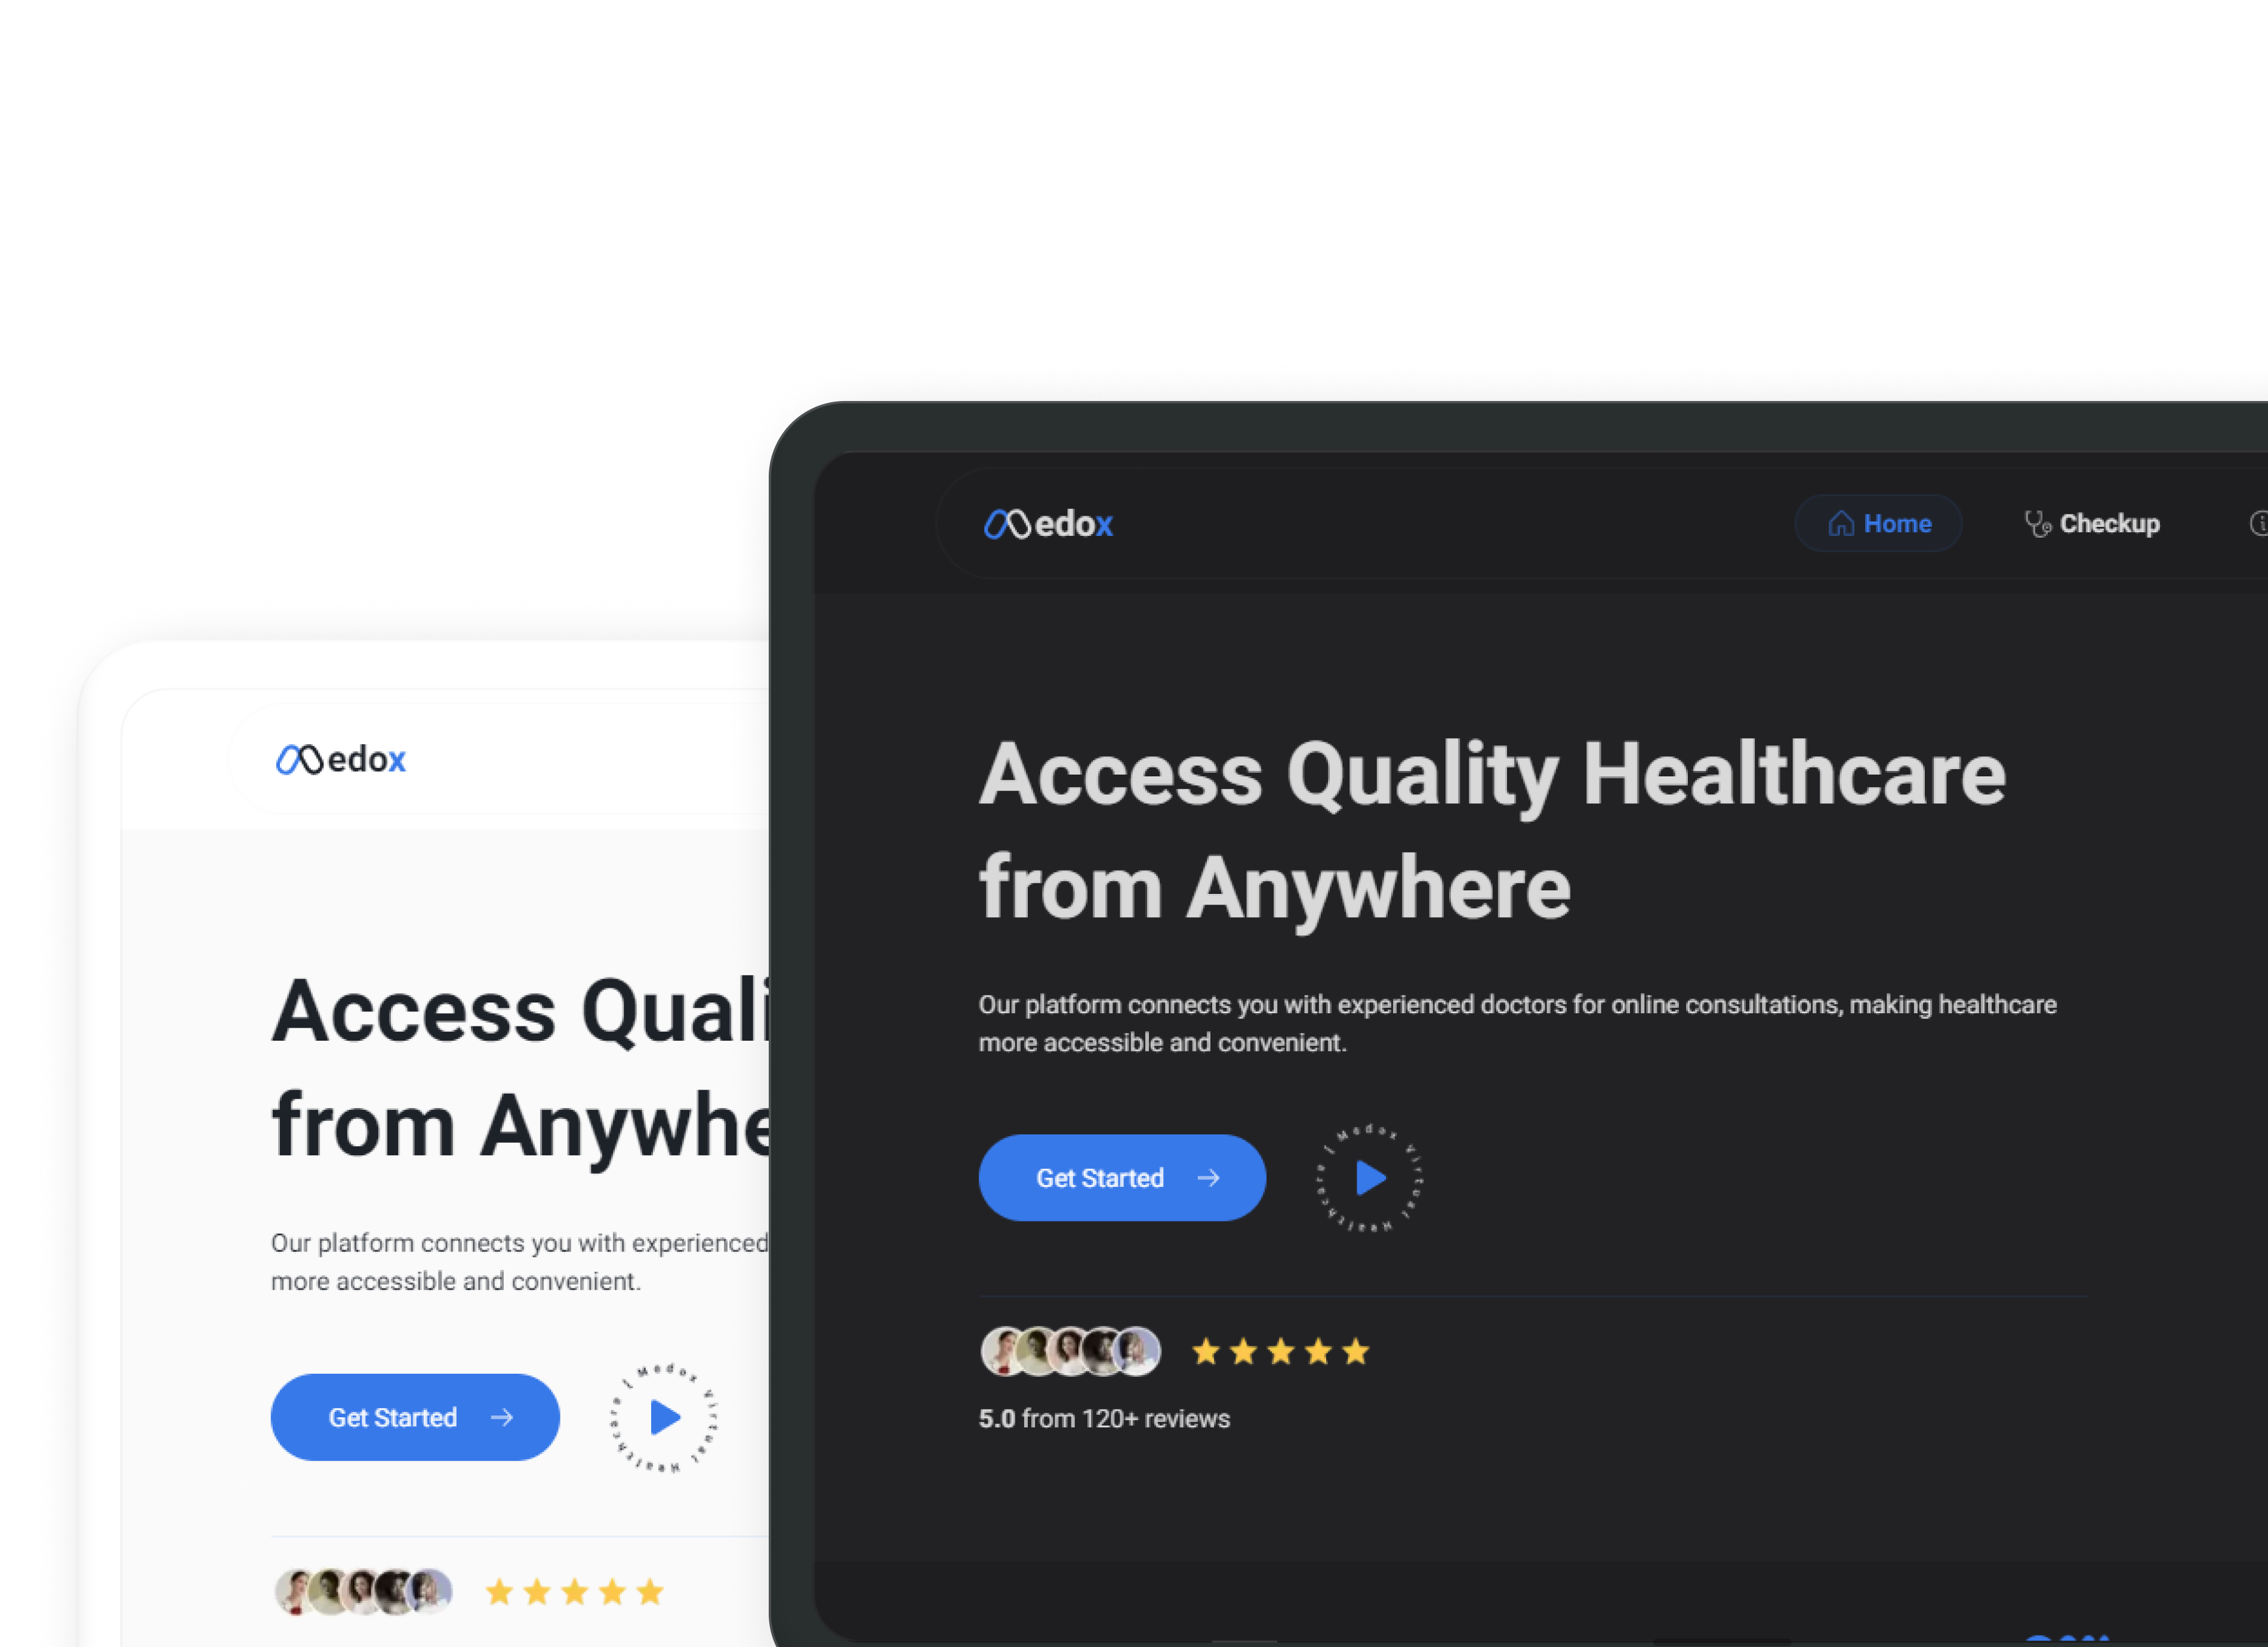 edox
Home
Checkup
Access Quality Healthcare
from Anywhere
Our platform connects you with experienced doctors for online consultations, making healthcare
more accessible and convenient.
Get Started
Medox Virtual Healthcare |
5.0 from 120+ reviews
edox
Access Quali
from Anywhe
Our platform connects you with experienced
more accessible and convenient.
Get Started
Medox Virtual Healthcare |